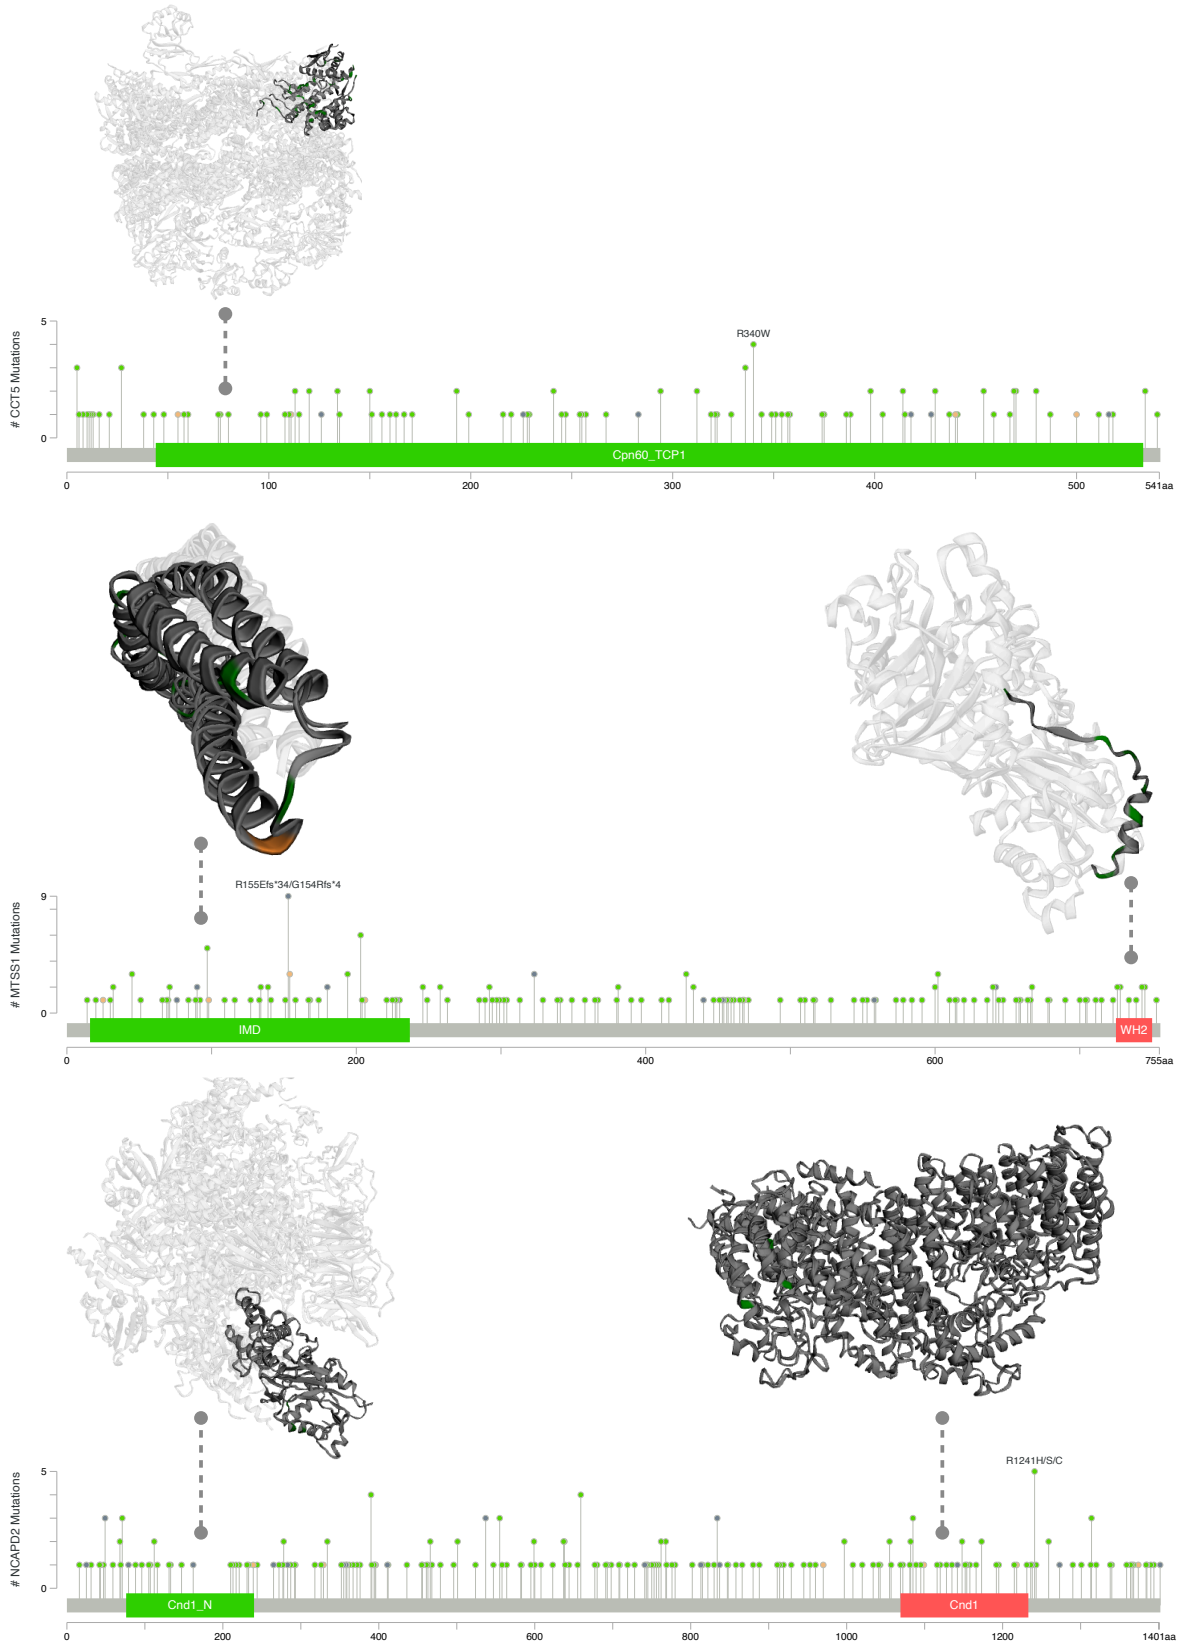 # CCT5 Mutations
5
0
R340W
Cpn60_TCP1
0 100 200 300 400 500 541aa
# MTSS1 Mutations
9
0
R155Efs*34/G154Rfs*4
IMD
WH2
0 200 400 600 755aa
# NCAPD2 Mutations
5
0
R1241H/S/C
Cnd1_N
Cnd1
0 200 400 600 800 1000 1200 1401aa